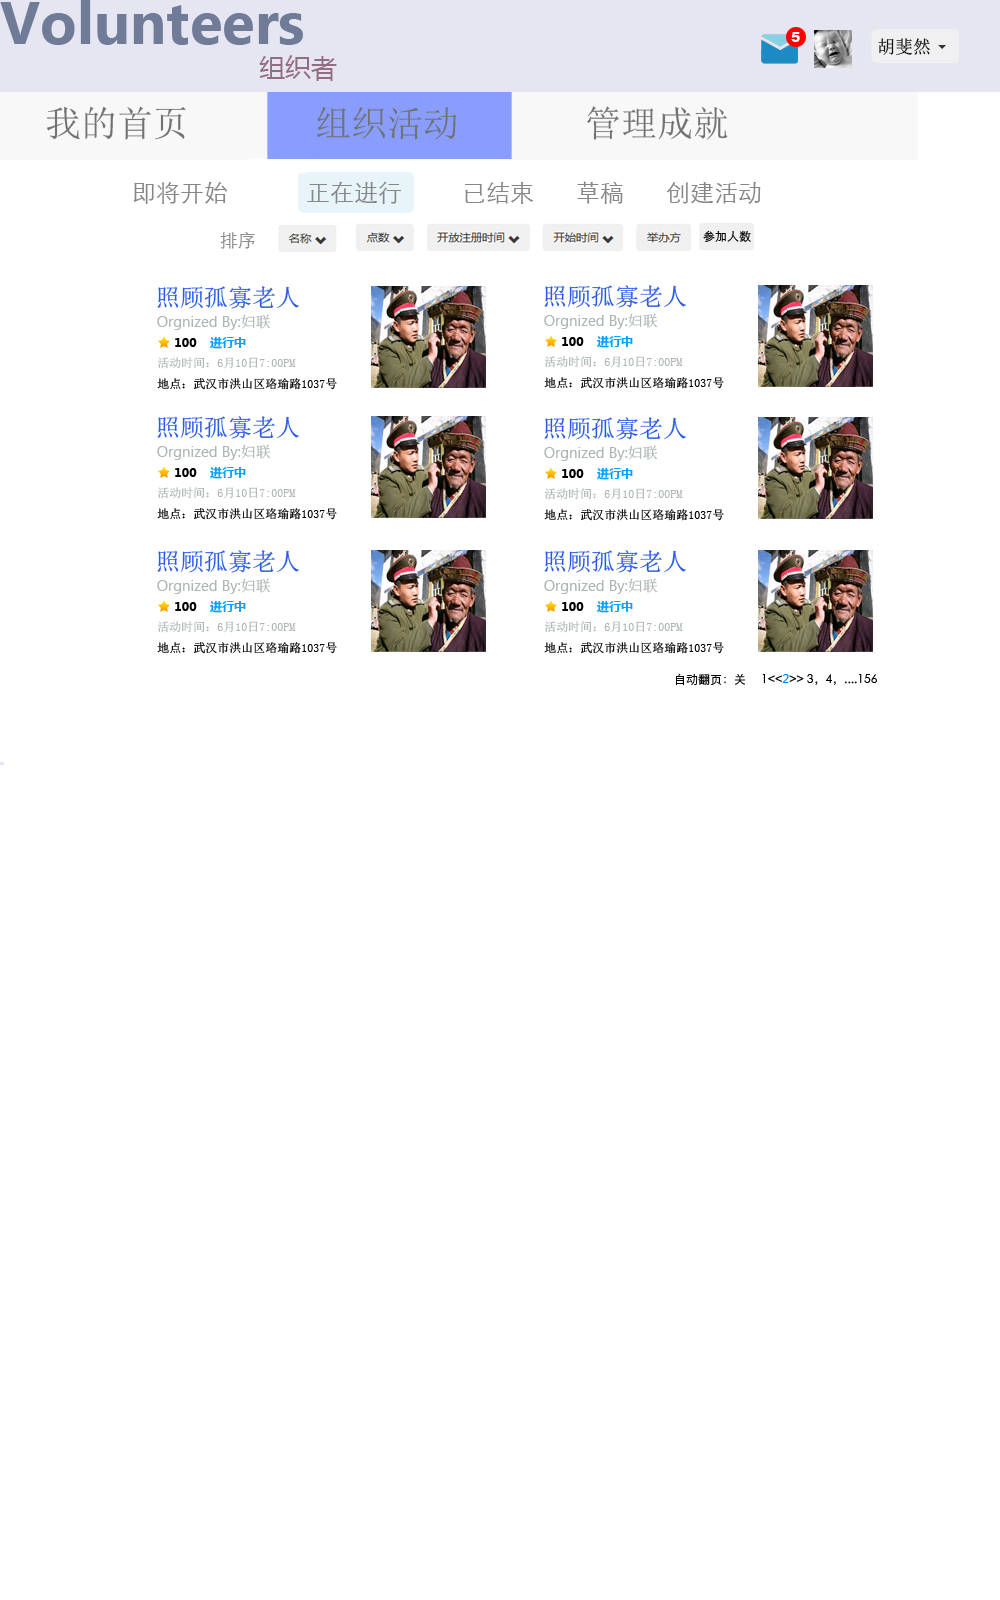 Volunteers
组织者
5
胡斐然
我的首页 组织活动 管理成就
即将开始 正在进行 已结束 草稿 创建活动
排序 名称 点数 开放注册时间 开始时间 举办方 参加人数
照顾孤寡老人
Orgnized By:妇联
100 进行中
活动时间：6月10日7:00PM
地点：武汉市洪山区珞瑜路1037号
照顾孤寡老人
Orgnized By:妇联
100 进行中
活动时间：6月10日7:00PM
地点：武汉市洪山区珞瑜路1037号
照顾孤寡老人
Orgnized By:妇联
100 进行中
活动时间：6月10日7:00PM
地点：武汉市洪山区珞瑜路1037号
照顾孤寡老人
Orgnized By:妇联
100 进行中
活动时间：6月10日7:00PM
地点：武汉市洪山区珞瑜路1037号
照顾孤寡老人
Orgnized By:妇联
100 进行中
活动时间：6月10日7:00PM
地点：武汉市洪山区珞瑜路1037号
照顾孤寡老人
Orgnized By:妇联
100 进行中
活动时间：6月10日7:00PM
地点：武汉市洪山区珞瑜路1037号
自动翻页：关 1<<2>> 3，4，....156